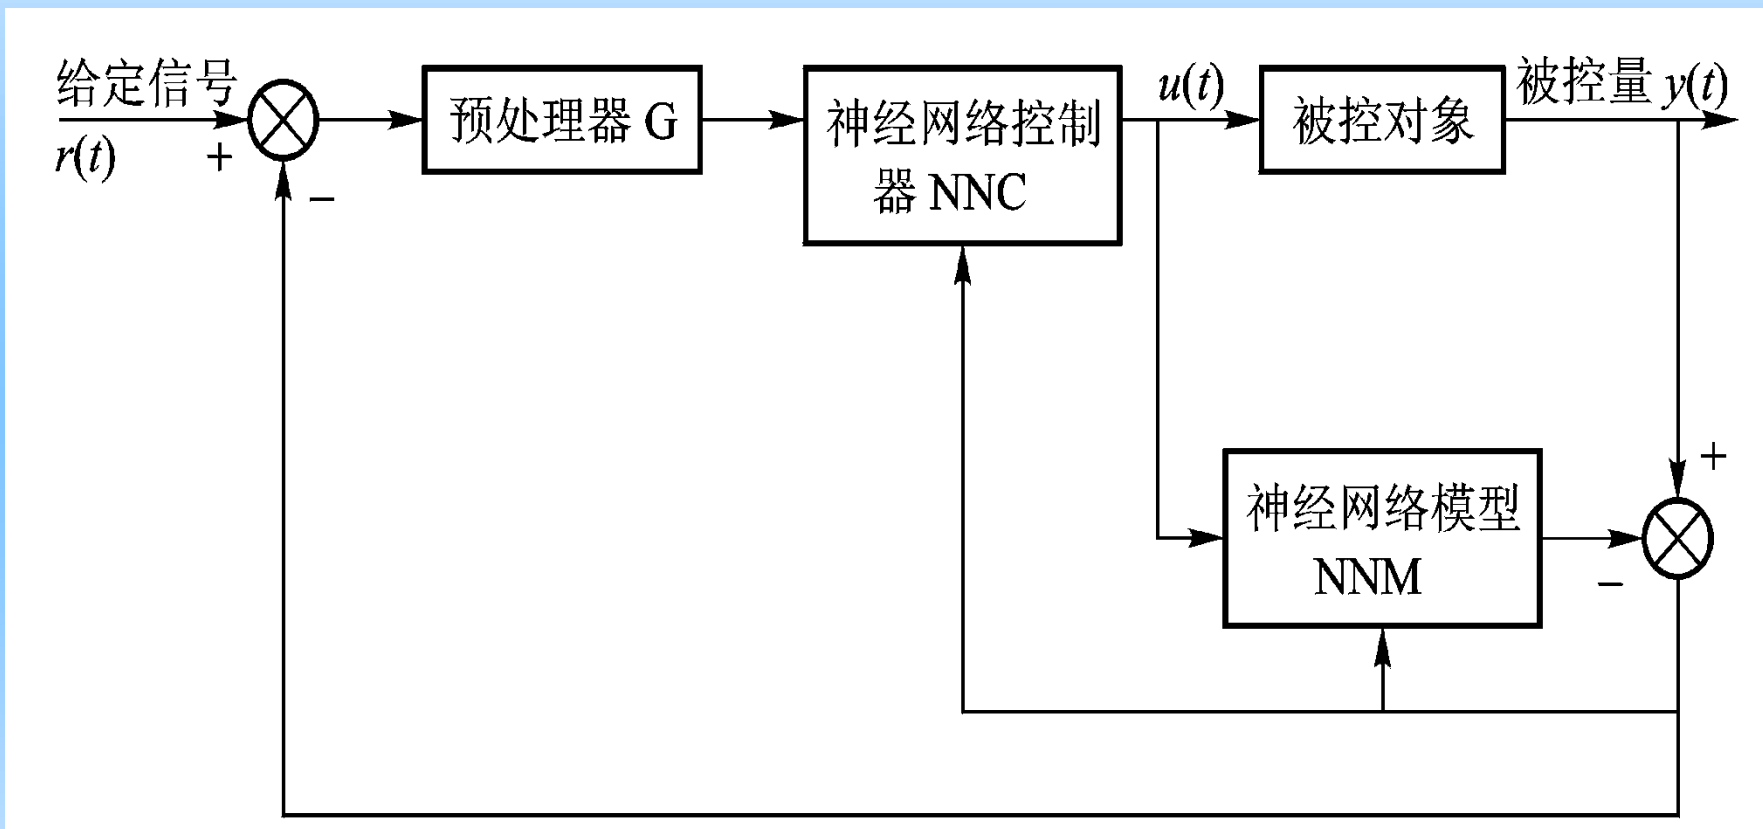 给定信号
r(t)
+
−
预处理器 G
神经网络控制
器 NNC
u(t)
被控对象
被控量 y(t)
神经网络模型
NNM
+
−